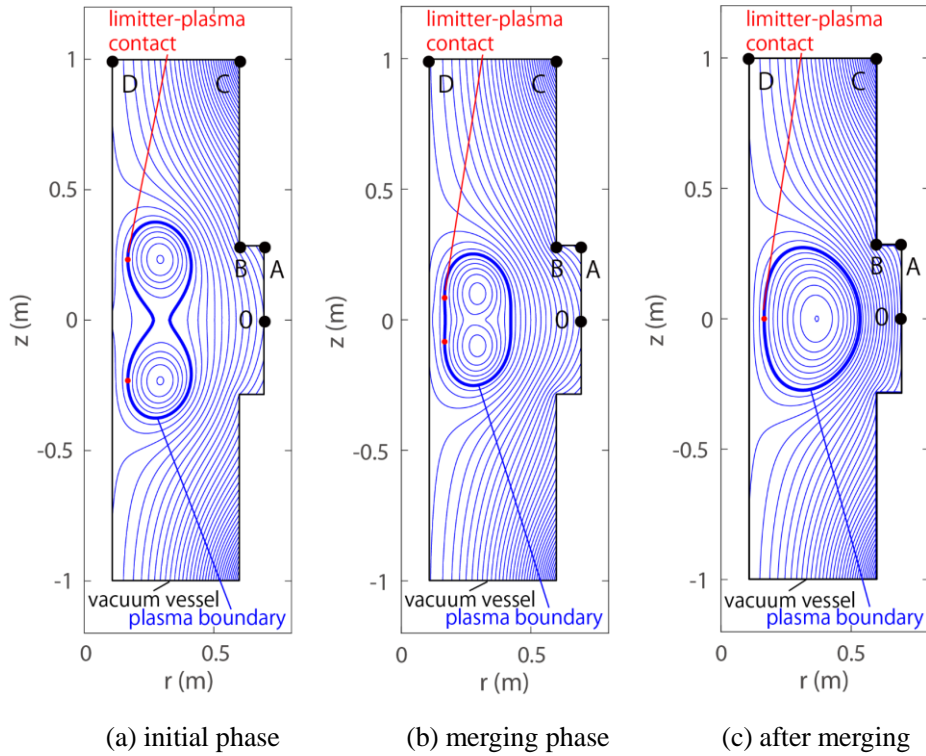 limitter-plasma
contact
1
D
C
0.5
z (m)
B
A
0
O
-0.5
-1
vacuum vessel
plasma boundary
0
0.5
r (m)
(a) initial phase
limitter-plasma
contact
1
D
C
0.5
z (m)
B
A
0
O
-0.5
-1
vacuum vessel
plasma boundary
0
0.5
r (m)
(b) merging phase
limitter-plasma
contact
1
D
C
0.5
z (m)
B
A
0
O
-0.5
-1
vacuum vessel
plasma boundary
0
0.5
r (m)
(c) after merging